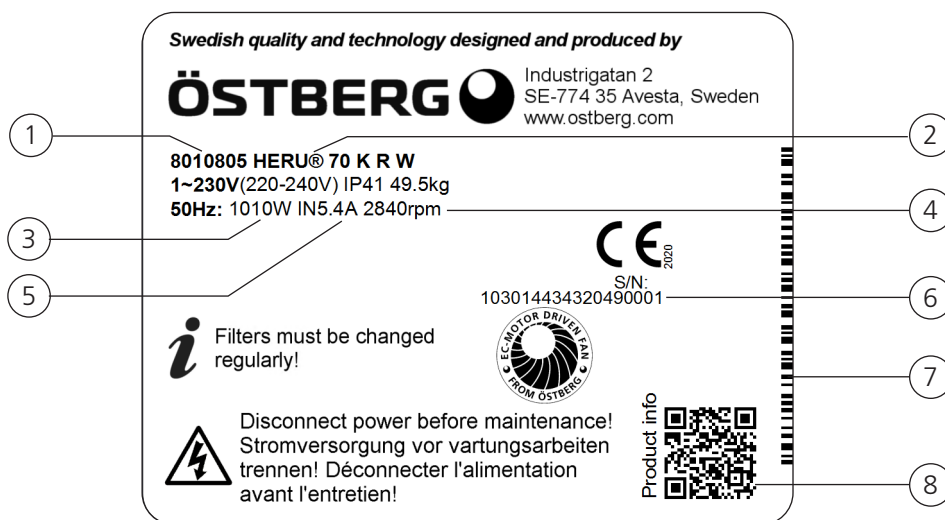 Swedish quality and technology designed and produced by
ÖSTBERG
Industrigatan 2
SE-774 35 Avesta, Sweden
www.ostberg.com
1
2
8010805 HERU® 70 K R W
1~230V(220-240V) IP41 49.5kg
50Hz: 1010W IN5.4A 2840rpm
3
4
5
CE
2020
S/N:
103014434320490001
6
EC-MOTOR DRIVEN FAN
FROM ÖSTBERG
i
Filters must be changed
regularly!
7
Disconnect power before maintenance!
Stromversorgung vor vartungsarbeiten
trennen! Déconnecter l'alimentation
avant l'entretien!
Product info
8